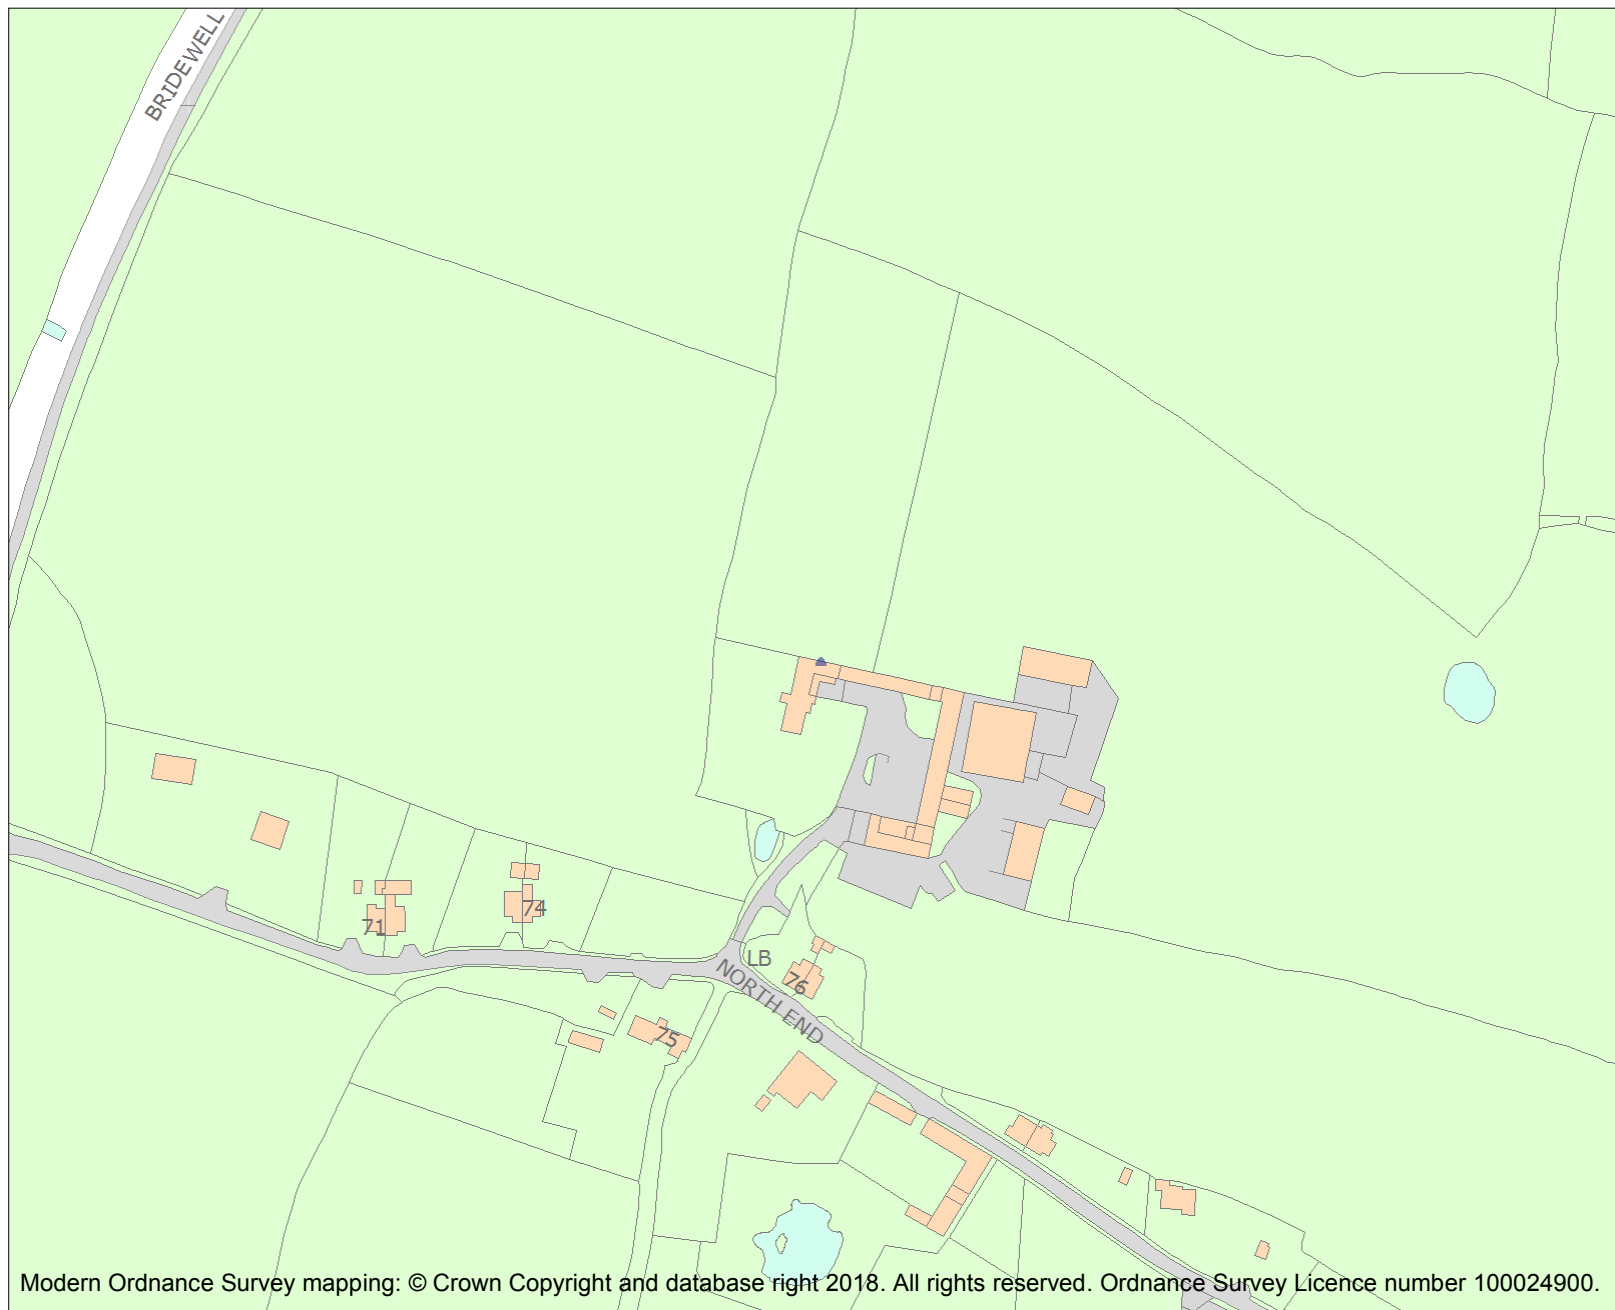 BRIDEWELL
71
74
LB
76
NORTH END
75
Modern Ordnance Survey mapping: © Crown Copyright and database right 2018. All rights reserved. Ordnance Survey Licence number 100024900.